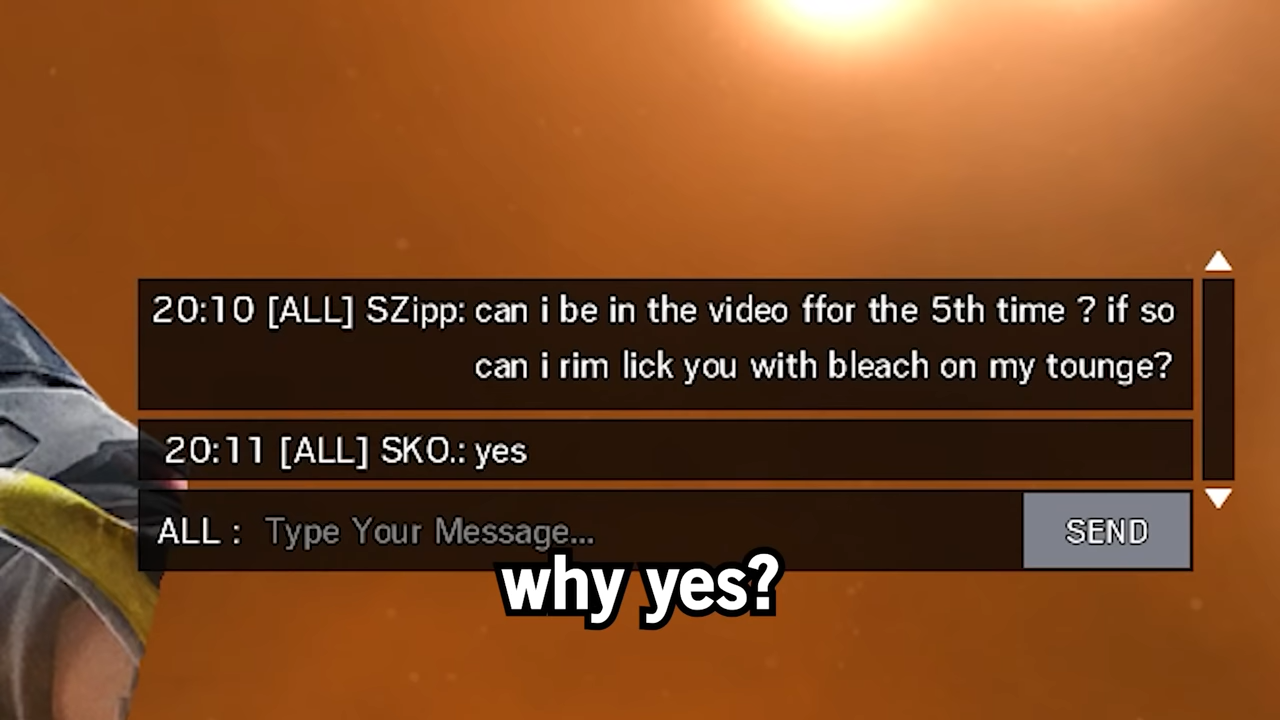 20:10 [ALL] SZipp: can i be in the video ffor the 5th time ? if so
can i rim lick you with bleach on my tounge?
20:11 [ALL] SKO.: yes
ALL : Type Your Message... SEND
why yes?